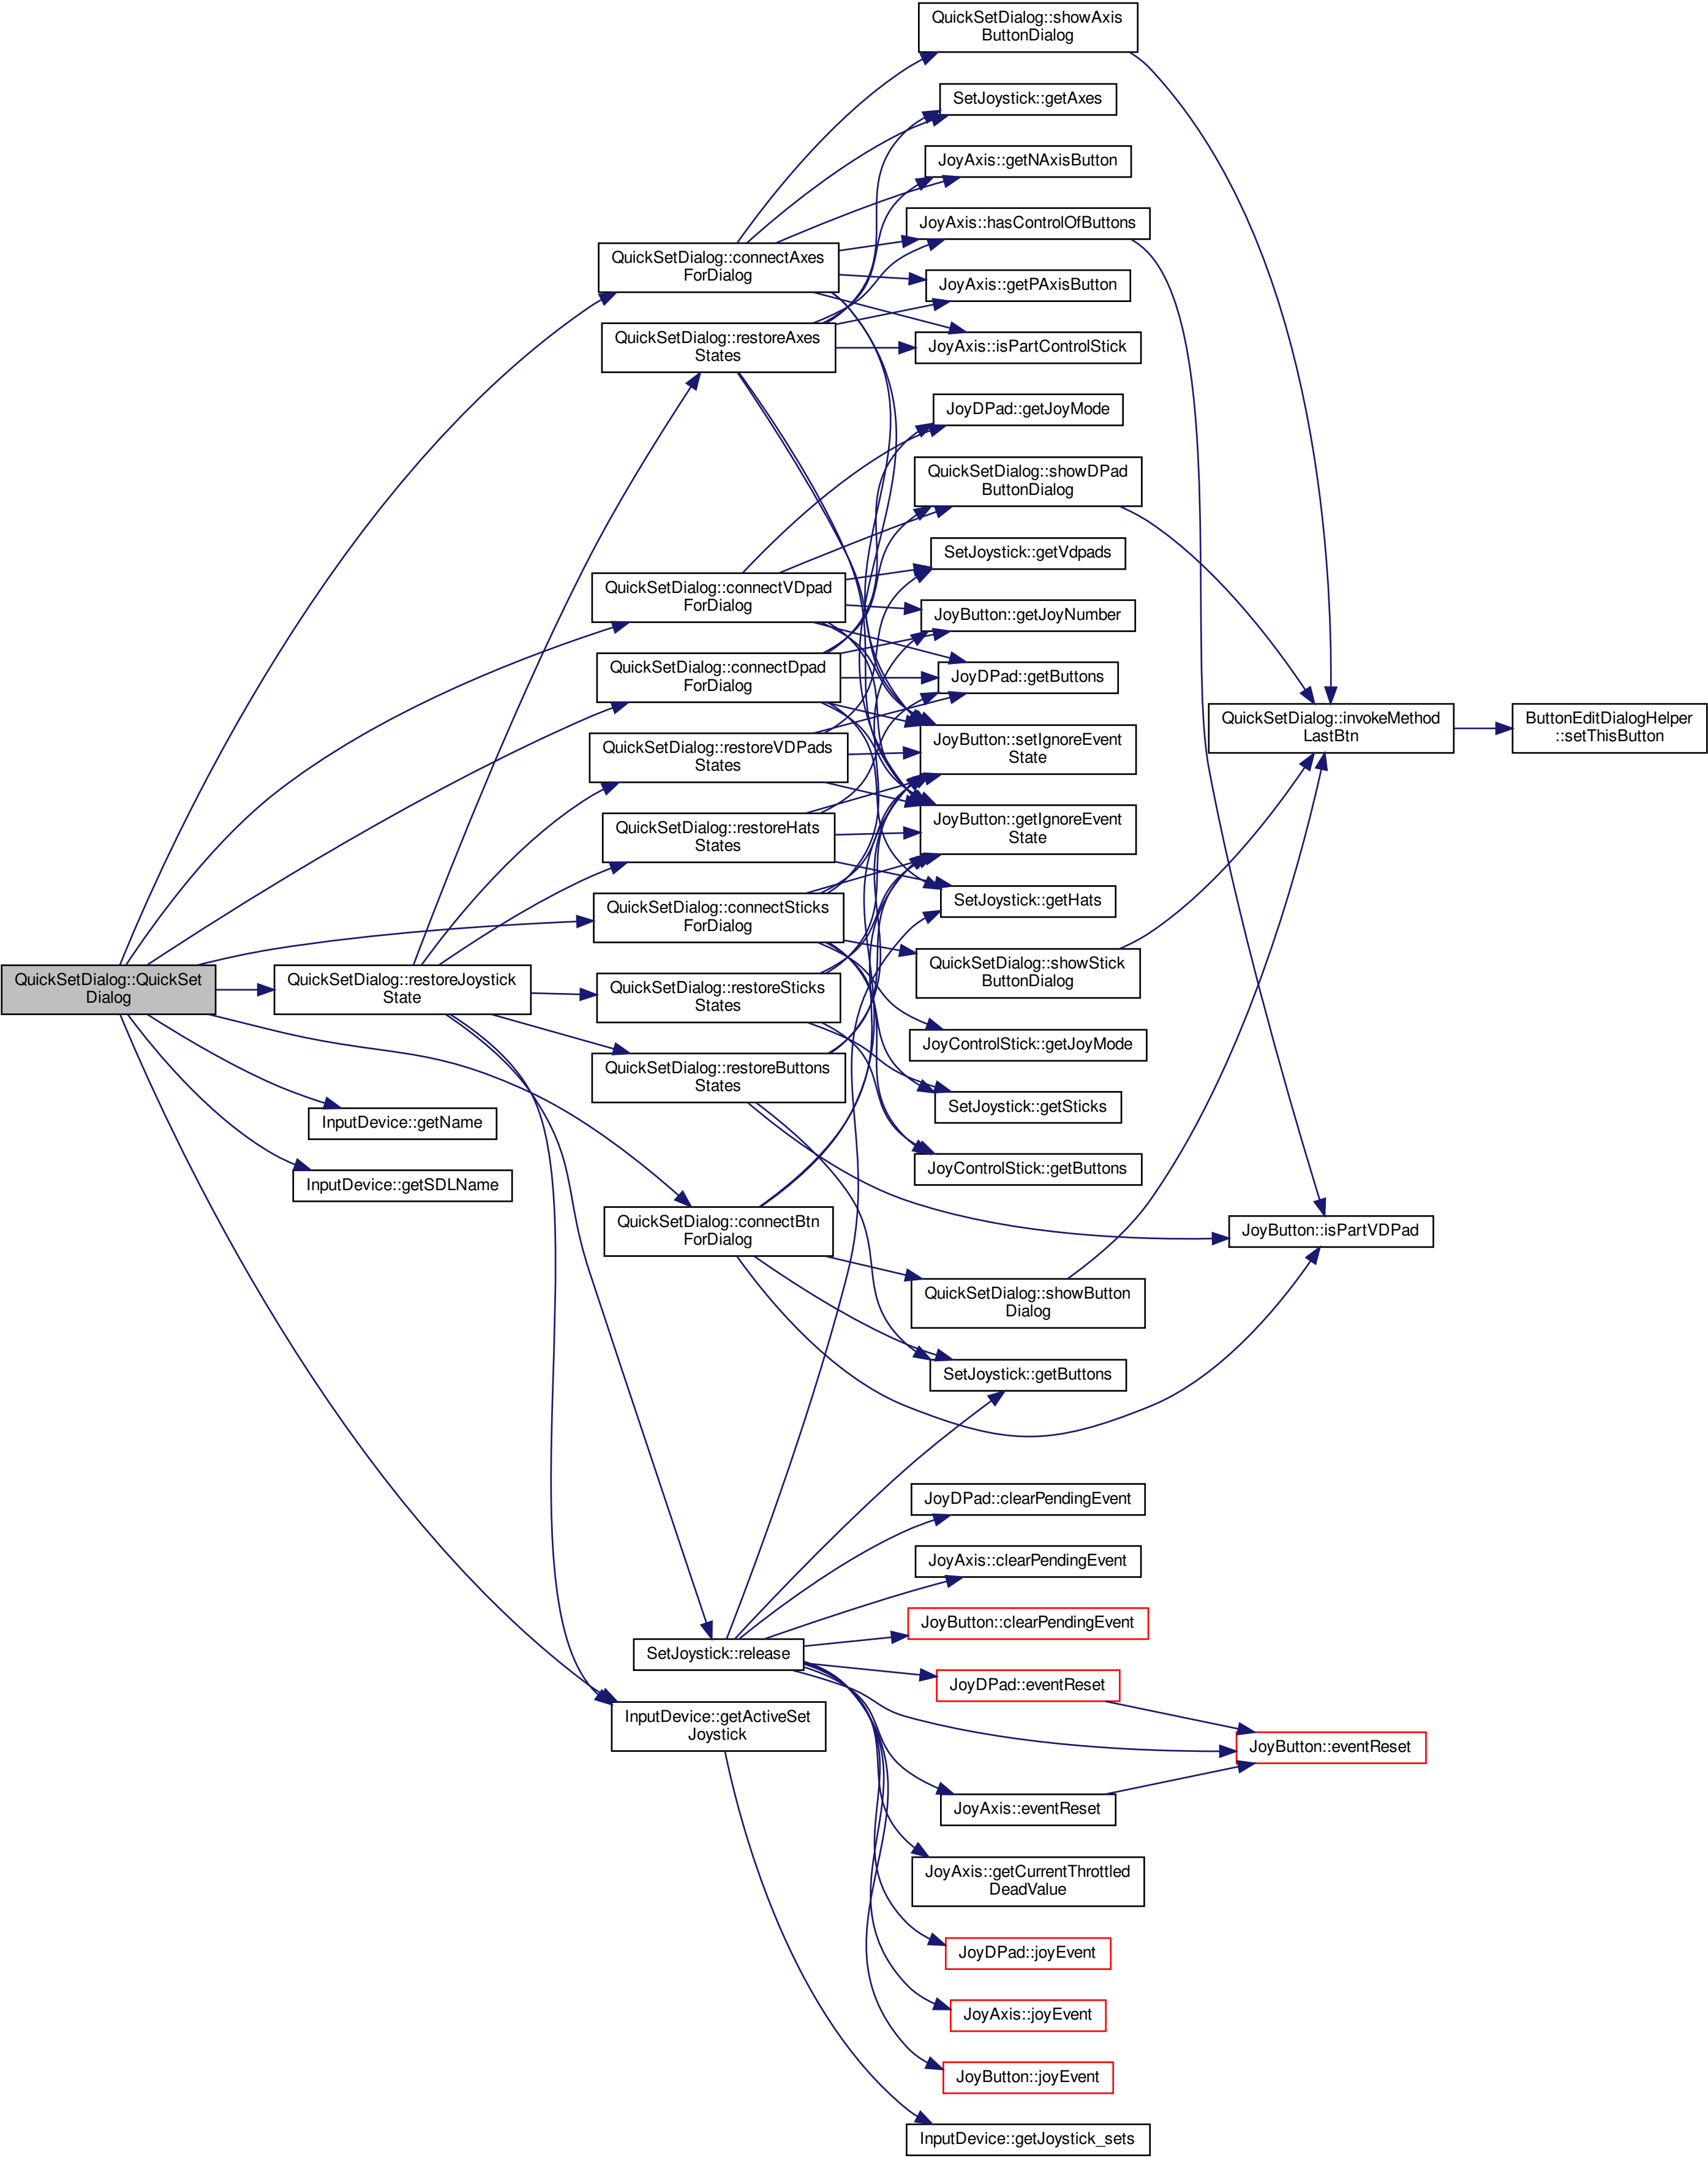 QuickSetDialog::showAxis
ButtonDialog
SetJoystick::getAxes
JoyAxis::getNAxisButton
JoyAxis::hasControlOfButtons
QuickSetDialog::connectAxes
ForDialog
JoyAxis::getPAxisButton
QuickSetDialog::restoreAxes
States
JoyAxis::isPartControlStick
JoyDPad::getJoyMode
QuickSetDialog::showDPad
ButtonDialog
SetJoystick::getVdpads
QuickSetDialog::connectVDpad
ForDialog
JoyButton::getJoyNumber
QuickSetDialog::connectDpad
ForDialog
JoyDPad::getButtons
QuickSetDialog::invokeMethod
LastBtn
ButtonEditDialogHelper
::setThisButton
QuickSetDialog::restoreVDPads
States
JoyButton::setIgnoreEvent
State
QuickSetDialog::restoreHats
States
JoyButton::getIgnoreEvent
State
QuickSetDialog::connectSticks
ForDialog
SetJoystick::getHats
QuickSetDialog::showStick
ButtonDialog
QuickSetDialog::QuickSet
Dialog
QuickSetDialog::restoreJoystick
State
QuickSetDialog::restoreSticks
States
JoyControlStick::getJoyMode
QuickSetDialog::restoreButtons
States
SetJoystick::getSticks
InputDevice::getName
JoyControlStick::getButtons
InputDevice::getSDLName
QuickSetDialog::connectBtn
ForDialog
JoyButton::isPartVDPad
QuickSetDialog::showButton
Dialog
SetJoystick::getButtons
JoyDPad::clearPendingEvent
JoyAxis::clearPendingEvent
JoyButton::clearPendingEvent
SetJoystick::release
JoyDPad::eventReset
InputDevice::getActiveSet
Joystick
JoyButton::eventReset
JoyAxis::eventReset
JoyAxis::getCurrentThrottled
DeadValue
JoyDPad::joyEvent
JoyAxis::joyEvent
JoyButton::joyEvent
InputDevice::getJoystick_sets